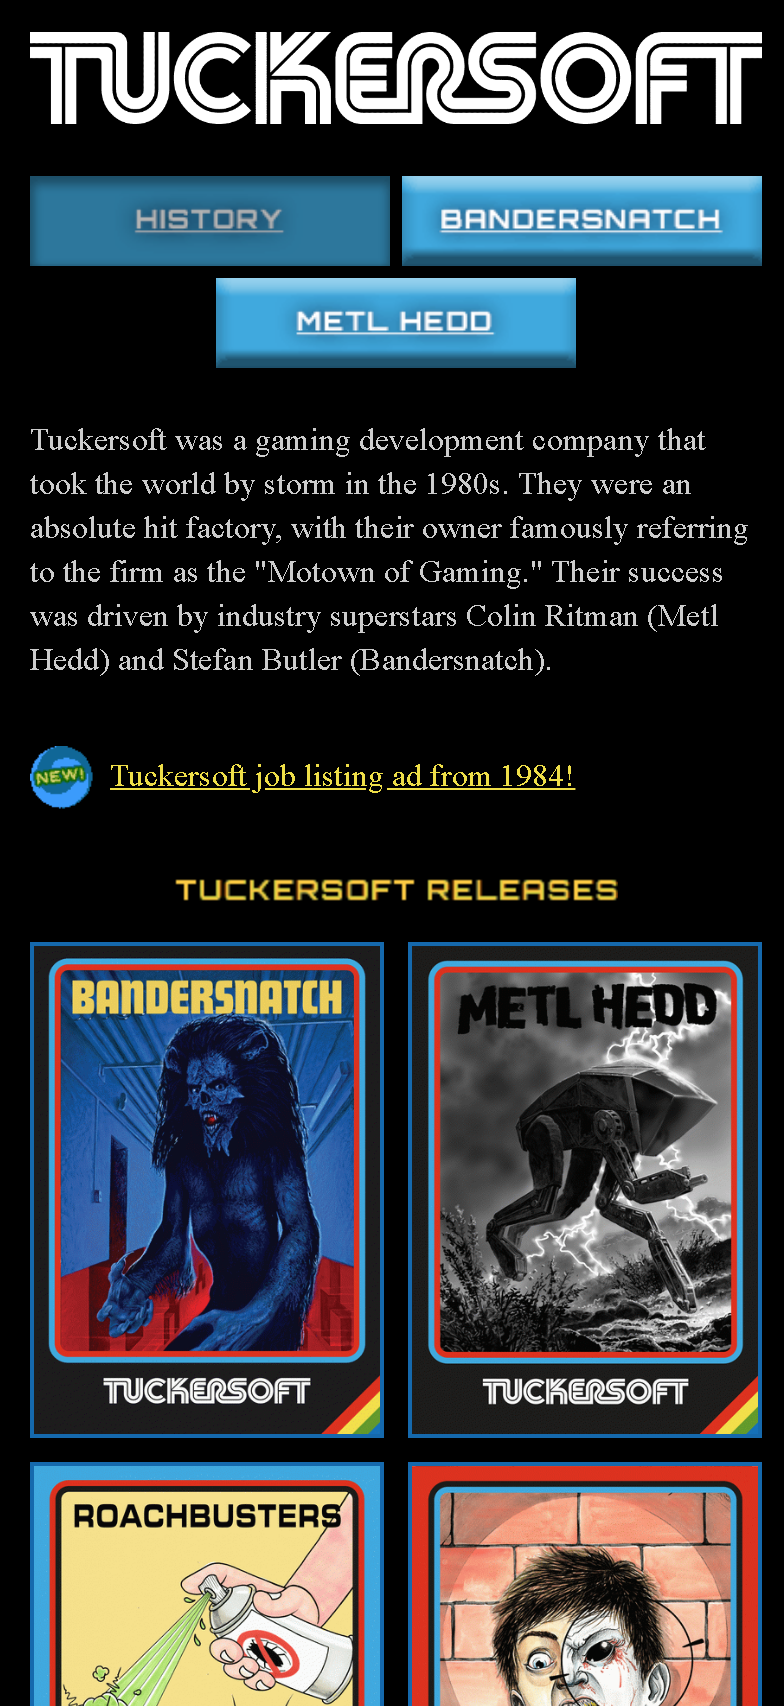 TUCKERSOFT
HISTORY
BANDERSNATCH
METL HEDD
Tuckersoft was a gaming development company that
took the world by storm in the 1980s. They were an
absolute hit factory, with their owner famously referring
to the firm as the "Motown of Gaming." Their success
was driven by industry superstars Colin Ritman (Metl
Hedd) and Stefan Butler (Bandersnatch).
NEW!
Tuckersoft job listing ad from 1984!
TUCKERSOFT RELEASES
BANDERSNATCH
TUCKERSOFT
METL HEDD
TUCKERSOFT
ROACHBUSTERS